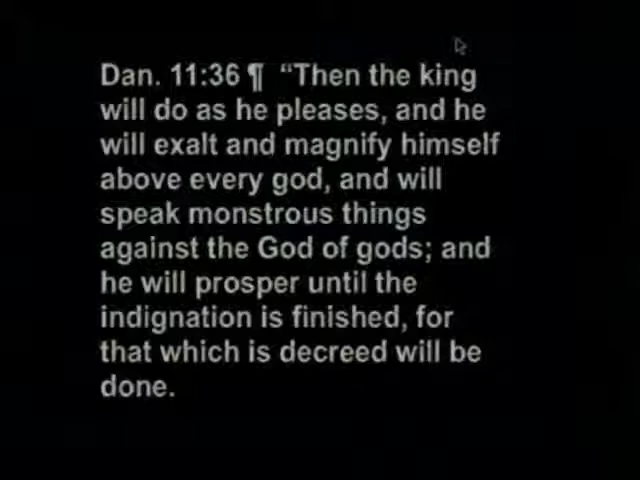 Dan. 11:36 ¶ “Then the king
will do as he pleases, and he
will exalt and magnify himself
above every god, and will
speak monstrous things
against the God of gods; and
he will prosper until the
indignation is finished, for
that which is decreed will be
done.